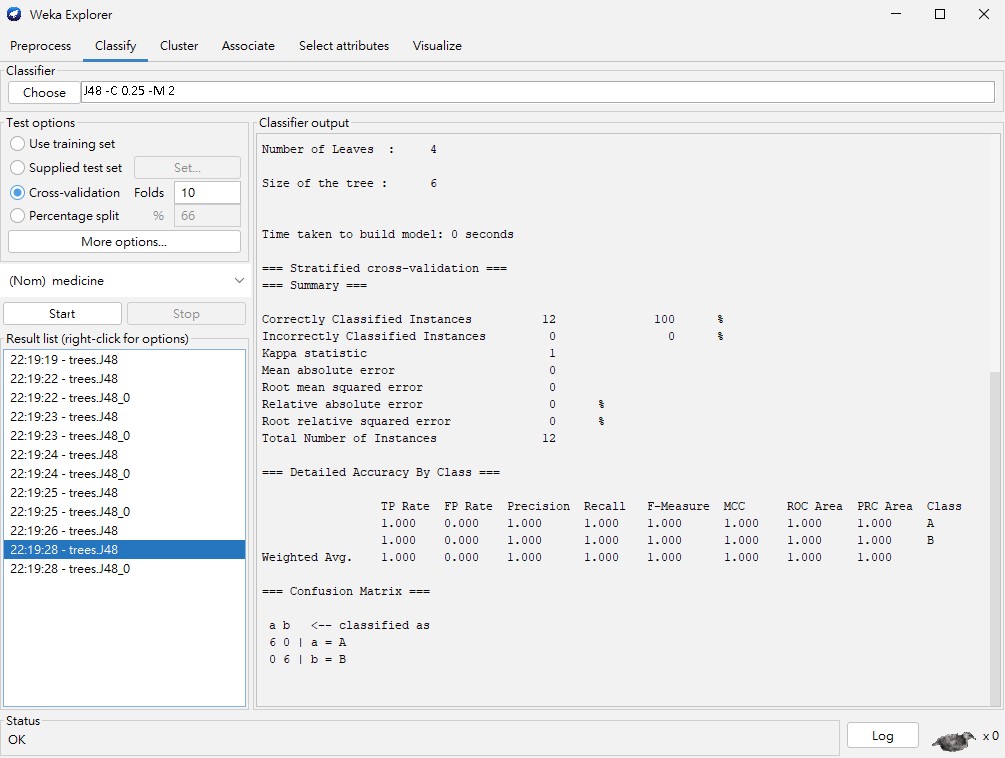 Weka Explorer
Preprocess Classify Cluster Associate Select attributes Visualize
Classifier
Choose J48 -C 0.25 -M 2
Test options
Use training set
Supplied test set Set...
Cross-validation Folds 10
Percentage split % 66
More options...
(Nom) medicine
Start Stop
Result list (right-click for options)
22:19:19 - trees.J48
22:19:22 - trees.J48
22:19:22 - trees.J48_0
22:19:23 - trees.J48
22:19:23 - trees.J48_0
22:19:24 - trees.J48
22:19:24 - trees.J48_0
22:19:25 - trees.J48
22:19:25 - trees.J48_0
22:19:26 - trees.J48
22:19:28 - trees.J48
22:19:28 - trees.J48_0
Classifier output
Number of Leaves : 4
Size of the tree : 6
Time taken to build model: 0 seconds
=== Stratified cross-validation ===
=== Summary ===
Correctly Classified Instances 12 100 %
Incorrectly Classified Instances 0 0 %
Kappa statistic 1
Mean absolute error 0
Root mean squared error 0
Relative absolute error 0 %
Root relative squared error 0 %
Total Number of Instances 12
=== Detailed Accuracy By Class ===
TP Rate FP Rate Precision Recall F-Measure MCC ROC Area PRC Area Class
1.000 0.000 1.000 1.000 1.000 1.000 1.000 1.000 A
1.000 0.000 1.000 1.000 1.000 1.000 1.000 1.000 B
Weighted Avg. 1.000 0.000 1.000 1.000 1.000 1.000 1.000 1.000
=== Confusion Matrix ===
a b <-- classified as
6 0 | a = A
0 6 | b = B
Status
OK
Log x 0